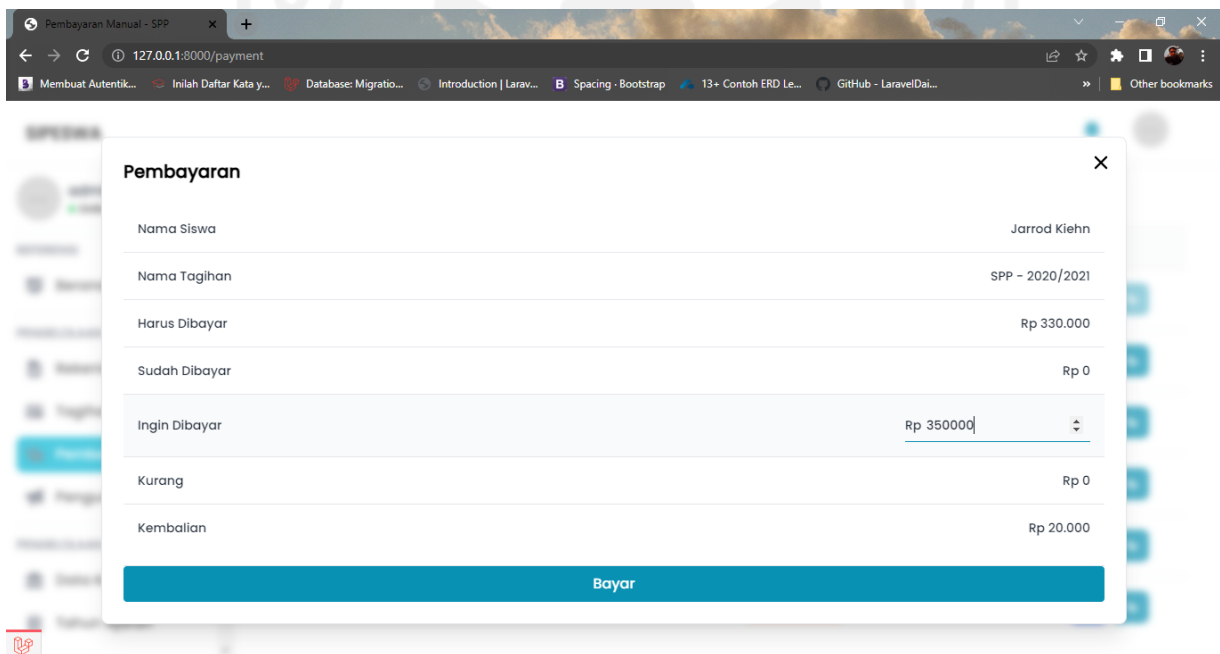 Pembayaran Manual - SPP
127.0.0.1:8000/payment
Membuat Autentik... Inilah Daftar Kata y... Database: Migratio... Introduction | Larav... Spacing · Bootstrap 13+ Contoh ERD Le... GitHub - LaravelDai... » Other bookmarks
SIPESWA
Pembayaran
Nama Siswa Jarrod Kiehn
Nama Tagihan SPP - 2020/2021
Harus Dibayar Rp 330.000
Sudah Dibayar Rp 0
Ingin Dibayar Rp 350000
Kurang Rp 0
Kembalian Rp 20.000
Bayar